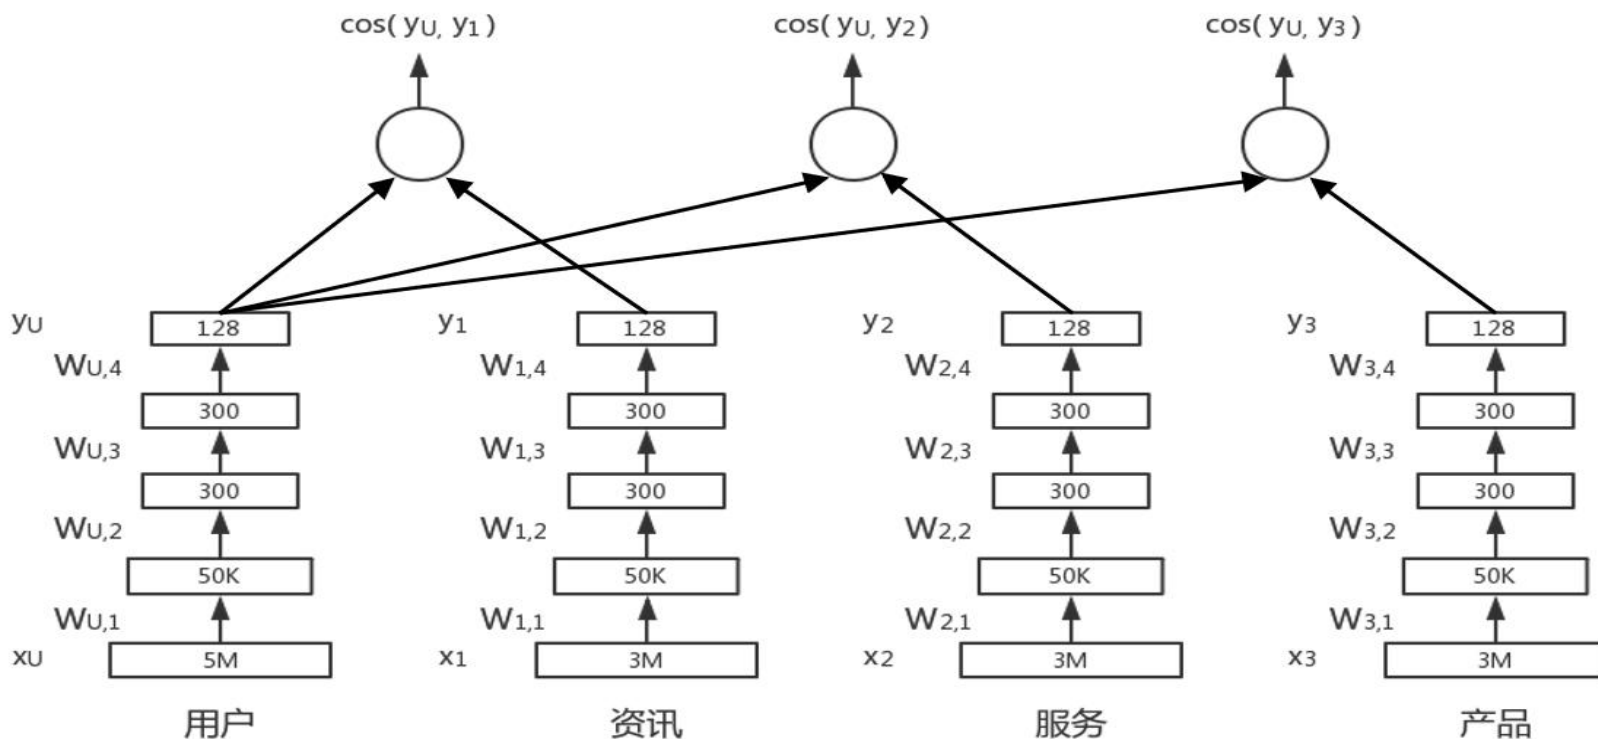 cos( yU, y1) cos( yU, y2) cos( yU, y3)
yU 128 y1 128 y2 128 y3 128
WU,4 W1,4 W2,4 W3,4
300 300 300 300
WU,3 W1,3 W2,3 W3,3
300 300 300 300
WU,2 W1,2 W2,2 W3,2
50K 50K 50K 50K
WU,1 W1,1 W2,1 W3,1
xU 5M x1 3M x2 3M x3 3M
用户 资讯 服务 产品